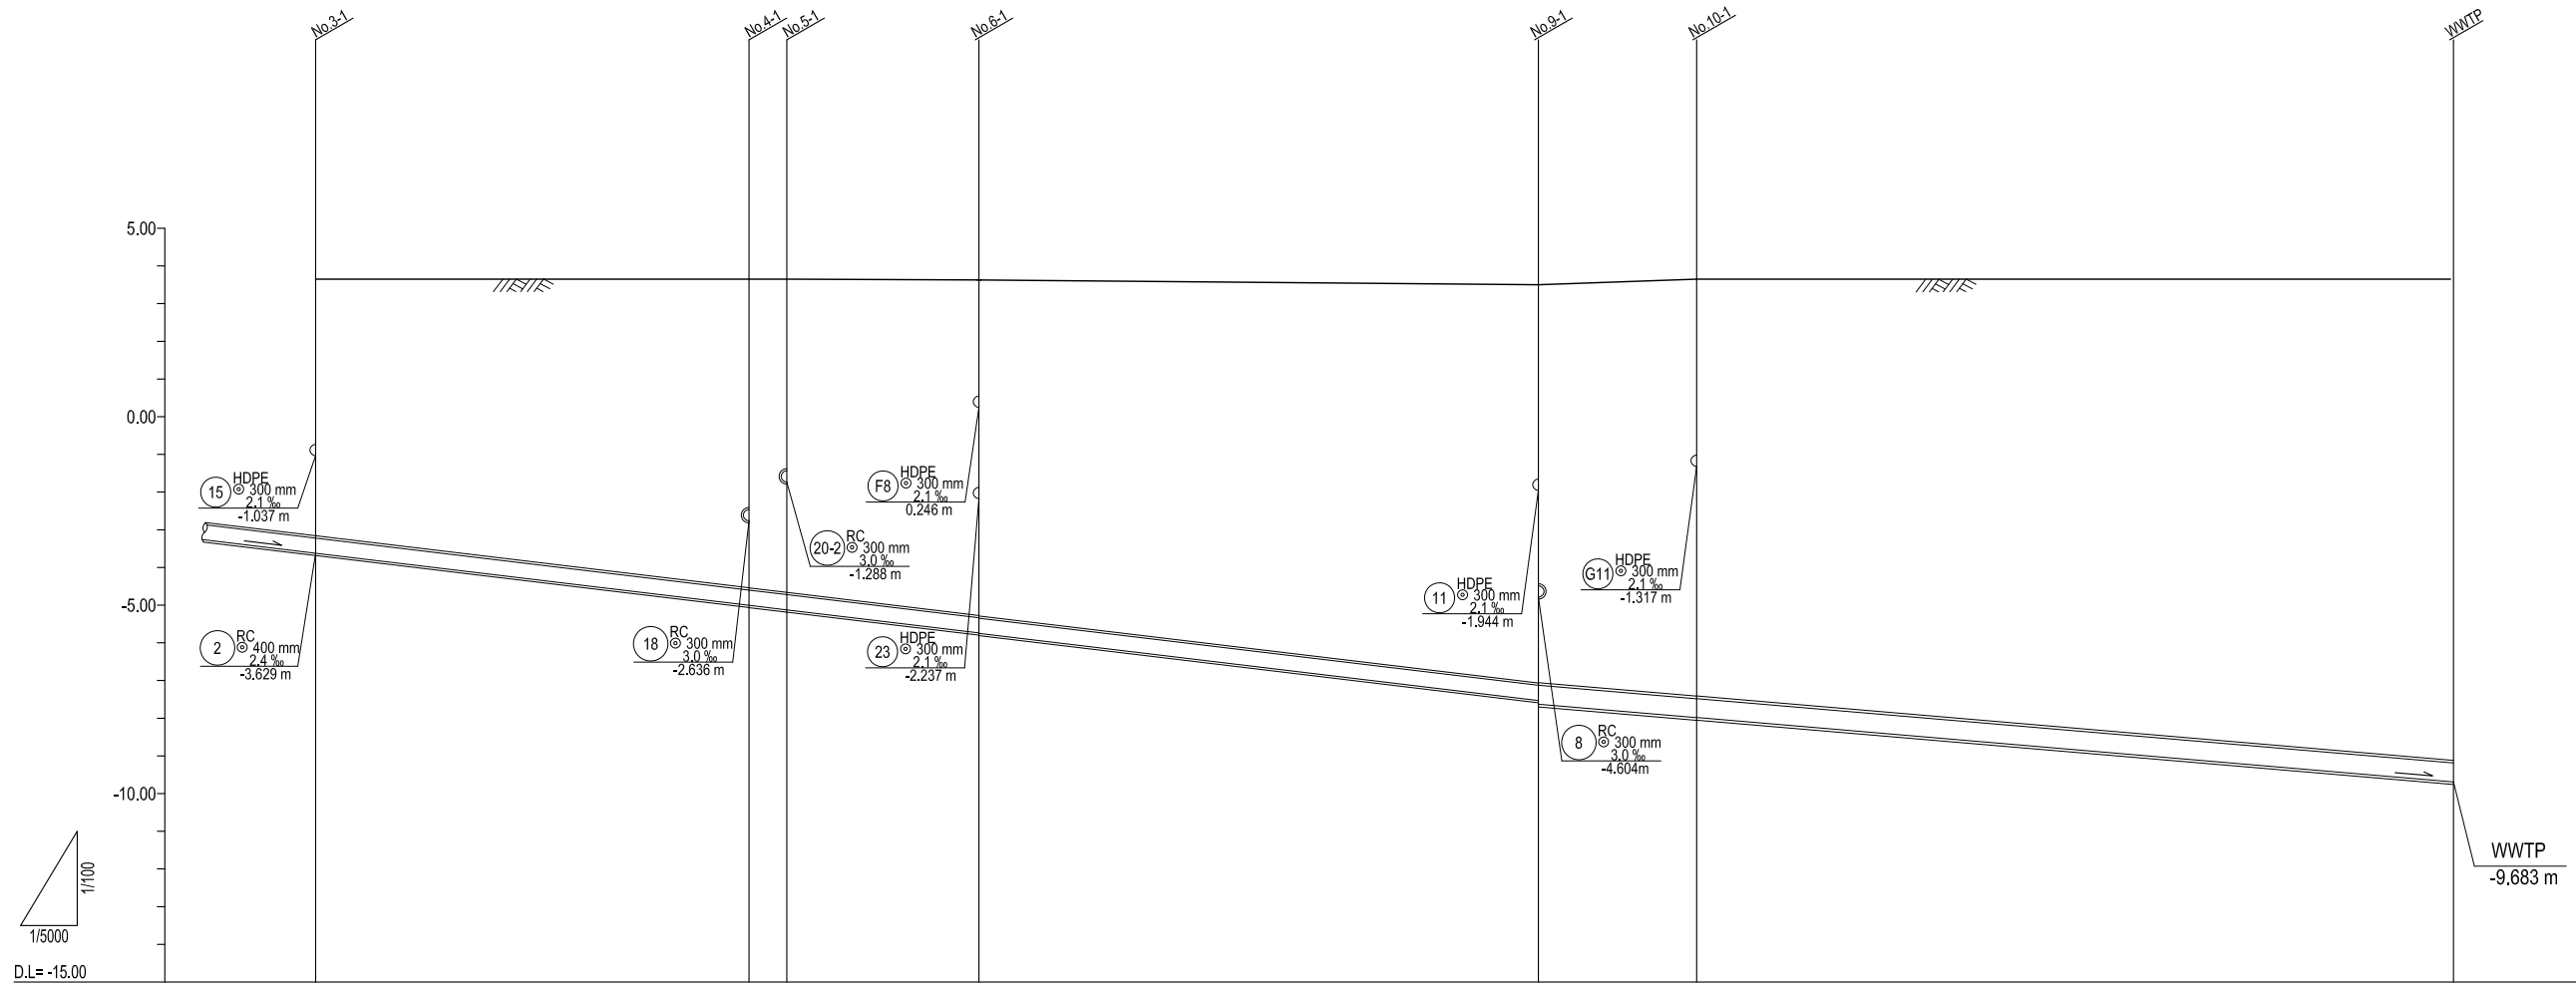 No.3-1
No.4-1
No.5-1
No.6-1
No.9-1
No.10-1
WWTP
5.00
0.00
-5.00
-10.00
15 HDPE
⌾ 300 mm
2.1 ‰
-1.037 m
2 RC
⌾ 400 mm
2.4 ‰
-3.629 m
18 RC
⌾ 300 mm
3.0 ‰
-2.636 m
20-2 RC
⌾ 300 mm
3.0 ‰
-1.288 m
F8 HDPE
⌾ 300 mm
2.1 ‰
0.246 m
23 HDPE
⌾ 300 mm
2.1 ‰
-2.237 m
11 HDPE
⌾ 300 mm
2.1 ‰
-1.944 m
G11 HDPE
⌾ 300 mm
2.1 ‰
-1.317 m
8 RC
⌾ 300 mm
3.0 ‰
-4.604m
WWTP
-9.683 m
1/100
1/5000
D.L= -15.00